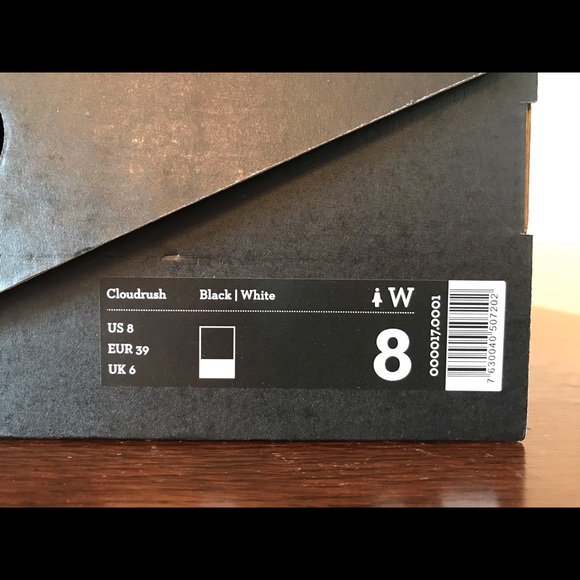 Cloudrush Black | White W
US 8
EUR 39
UK 6
8
000017.0001
7 630040 507202